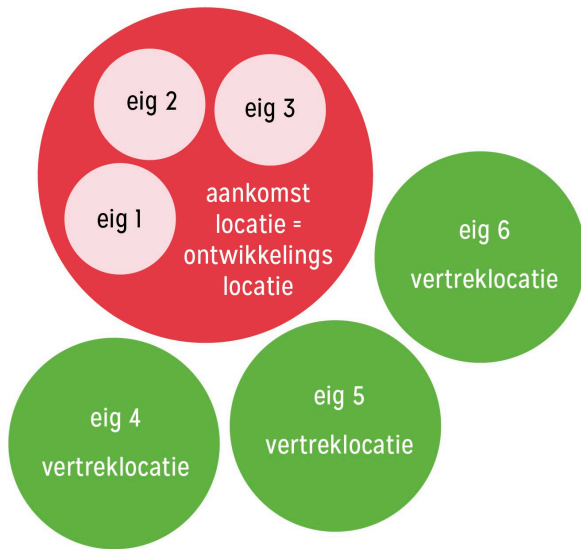 eig 2
eig 3
eig 1
aankomst
locatie =
ontwikkelings
locatie
eig 6
vertreklocatie
eig 5
vertreklocatie
eig 4
vertreklocatie